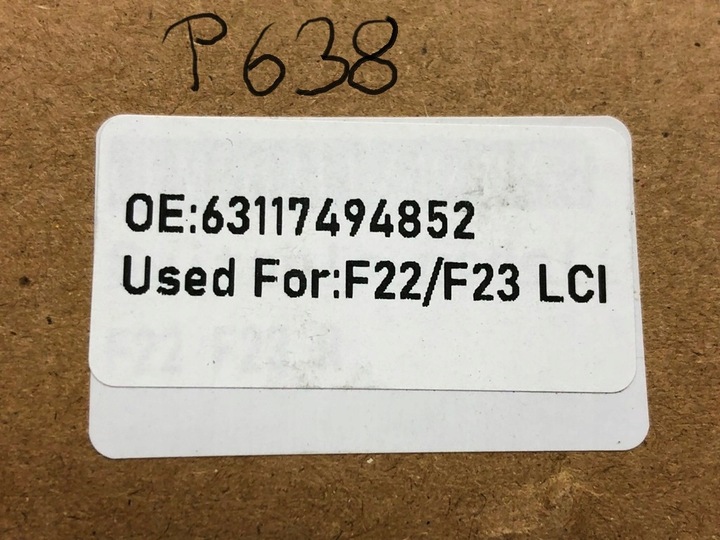 P638
OE:63117494852
Used For:F22/F23 LCI